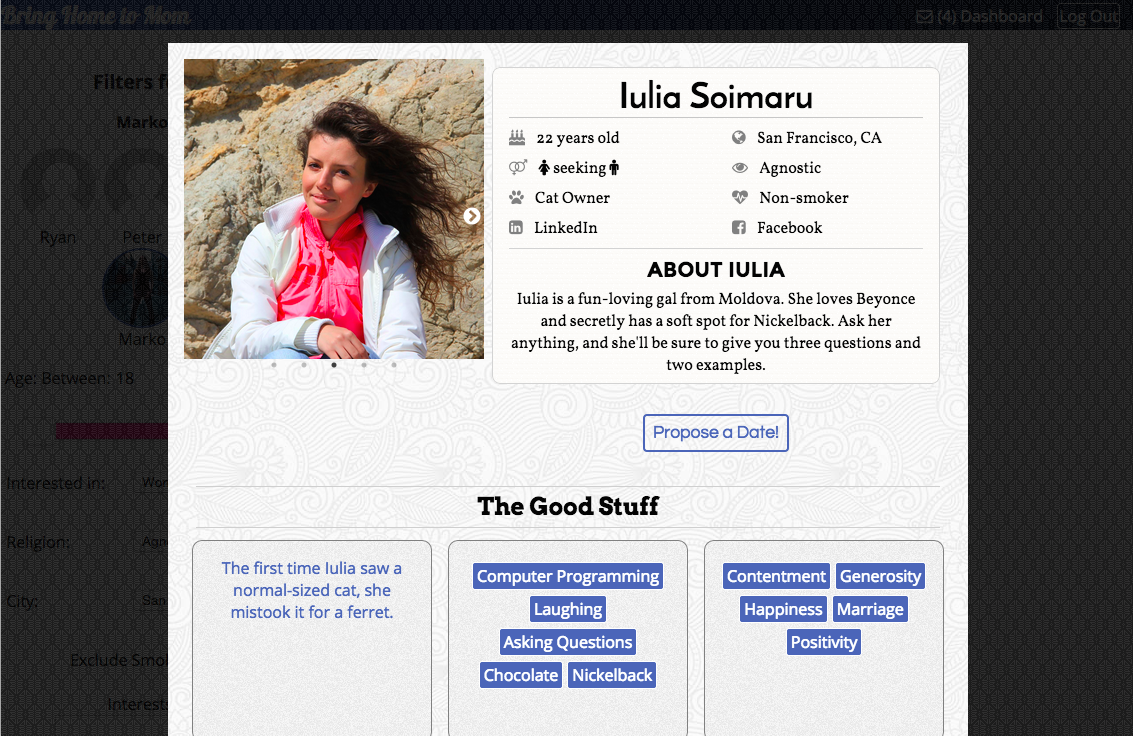 Bring Home to Mom
(4) Dashboard
Log Out
Filters fo
Marko
Ryan
Peter
Marko
Age: Between: 18
Interested in:
Wom
Religion:
Agn
City:
San
Exclude Smo
Interests
Iulia Soimaru
22 years old
San Francisco, CA
seeking
Agnostic
Cat Owner
Non-smoker
LinkedIn
Facebook
ABOUT IULIA
Iulia is a fun-loving gal from Moldova. She loves Beyonce
and secretly has a soft spot for Nickelback. Ask her
anything, and she'll be sure to give you three questions and
two examples.
Propose a Date!
The Good Stuff
The first time Iulia saw a
normal-sized cat, she
mistook it for a ferret.
Computer Programming
Laughing
Asking Questions
Chocolate Nickelback
Contentment Generosity
Happiness Marriage
Positivity